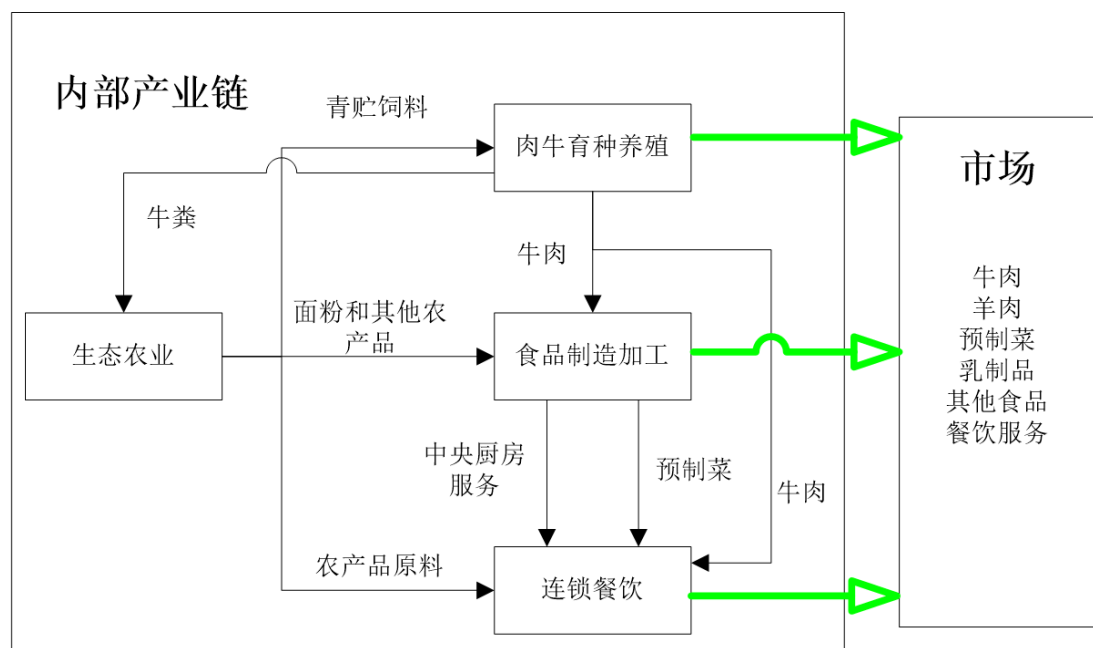 内部产业链
青贮饲料
肉牛育种养殖
市场
牛粪
牛肉
牛肉
羊肉
预制菜
乳制品
其他食品
餐饮服务
面粉和其他农
产品
生态农业
食品制造加工
中央厨房
服务
预制菜
牛肉
农产品原料
连锁餐饮